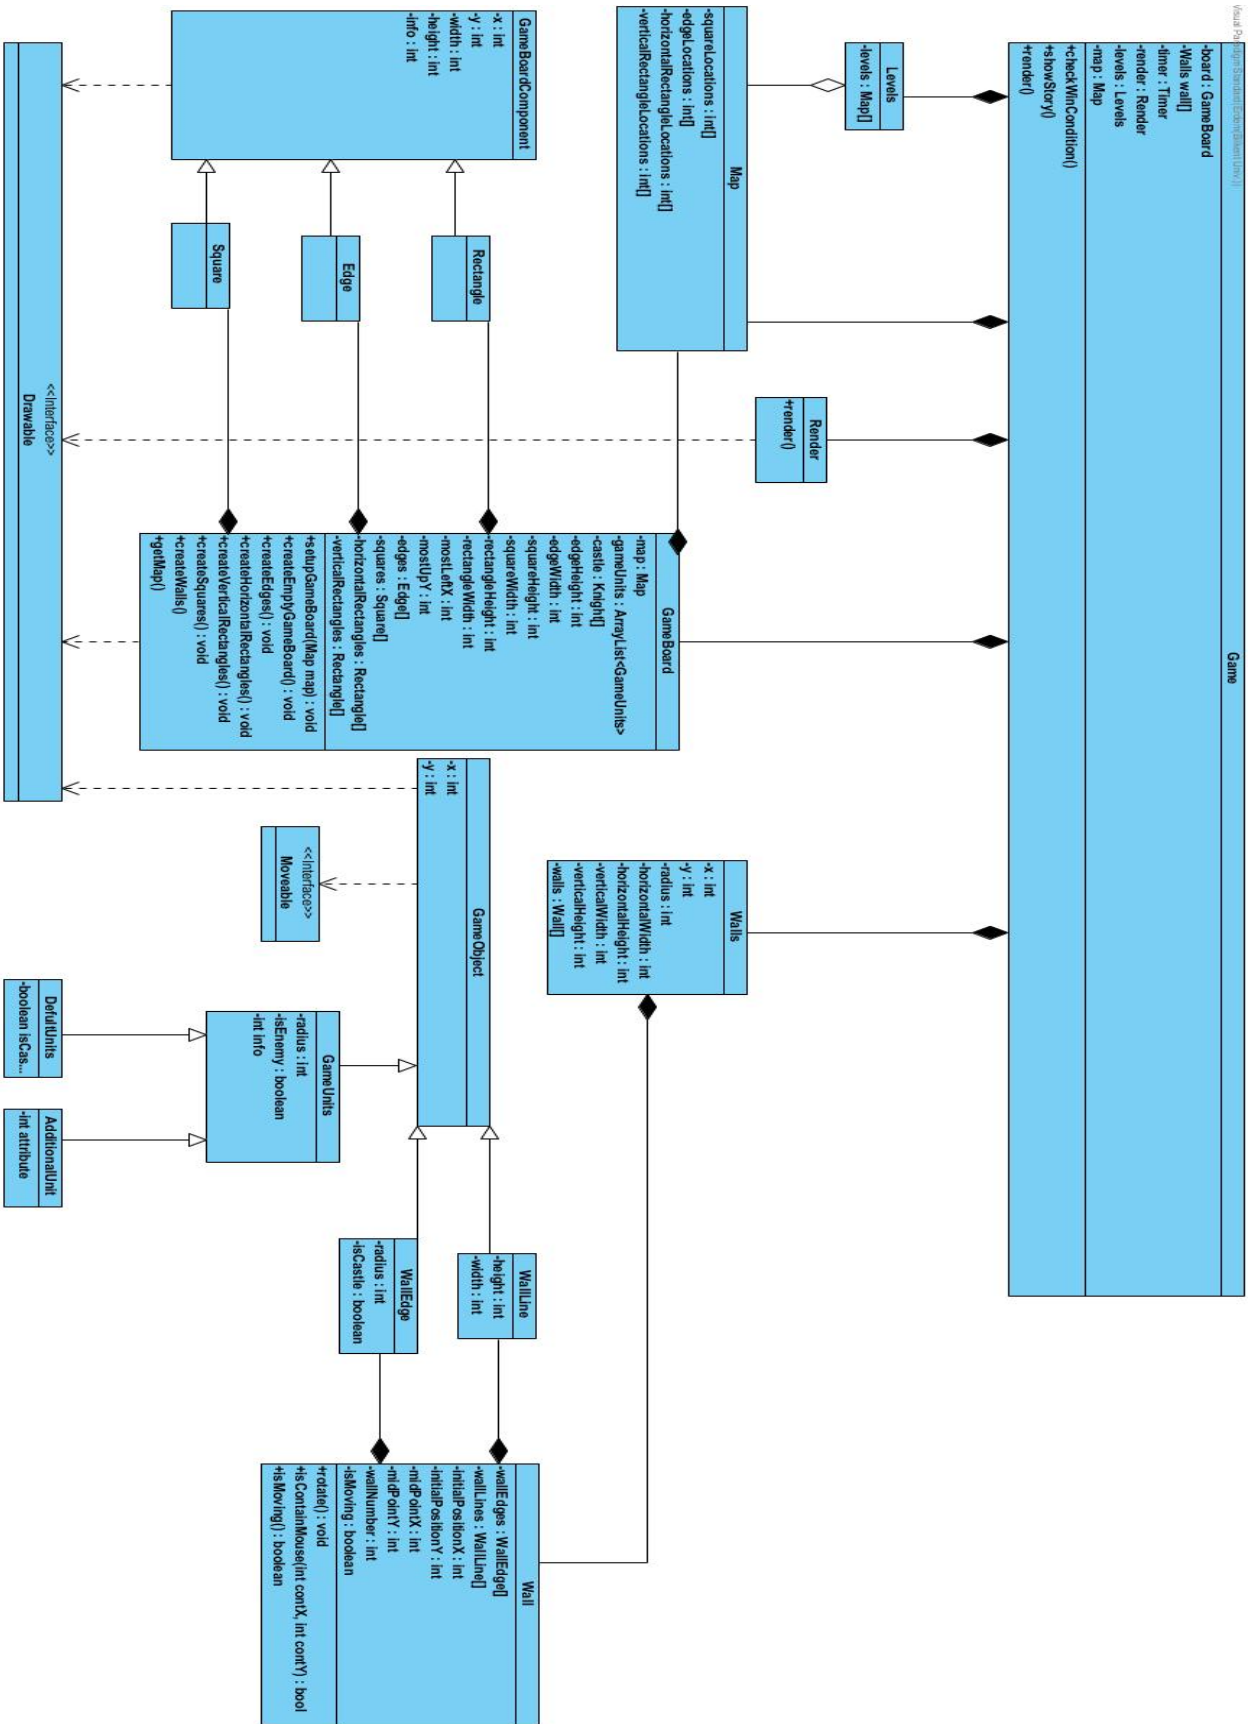 Visual Paradigm Standard(Erdem(Bilkent Univ.))
Game
-board : GameBoard
-Walls wall[]
-timer : Timer
-render : Render
-levels : Levels
-map : Map
+checkWinCondition()
+showStory()
+render()
Levels
-levels : Map[]
Map
-squareLocations : int[]
-edgeLocations : int[]
-horizontalRectangleLocations : int[]
-verticalRectangleLocations : int[]
Render
+render()
GameBoard
-map : Map
-gameUnits : ArrayList<GameUnits>
-castle : Knight[]
-edgeHeight : int
-edgeWidth : int
-squareHeight : int
-squareWidth : int
-rectangleHeight : int
-rectangleWidth : int
-mostLeftX : int
-mostUpY : int
-edges : Edge[]
-squares : Square[]
-horizontalRectangles : Rectangle[]
-verticalRectangles : Rectangle[]
+setupGameBoard(Map map) : void
+createEmptyGameBoard() : void
+createEdges() : void
+createHorizontalRectangles() : void
+createVerticalRectangles() : void
+createSquares() : void
+createWalls()
+getMap()
Walls
-x : int
-y : int
-radius : int
-horizontalWidth : int
-horizontalHeight : int
-verticalWidth : int
-verticalHeight : int
-walls : Wall[]
GameBoardComponent
-x : int
-y : int
-width : int
-height : int
-info : int
Rectangle
Edge
Square
<<Interface>>
Drawable
GameObject
-x : int
-y : int
<<Interface>>
Moveable
GameUnits
-radius : int
-isEnemy : boolean
-int info
DefultUnits
-boolean isCas...
AdditionalUnit
-int attribute
WallLine
-height : int
-width : int
WallEdge
-radius : int
-isCastle : boolean
Wall
-wallEdges : WallEdge[]
-wallLines : WallLine[]
-initialPositionX : int
-initialPositionY : int
-midPointX : int
-midPointY : int
-wallNumber : int
-isMoving : boolean
+rotate() : void
+isContainMouse(int contX, int contY) : bool
+isMoving() : boolean